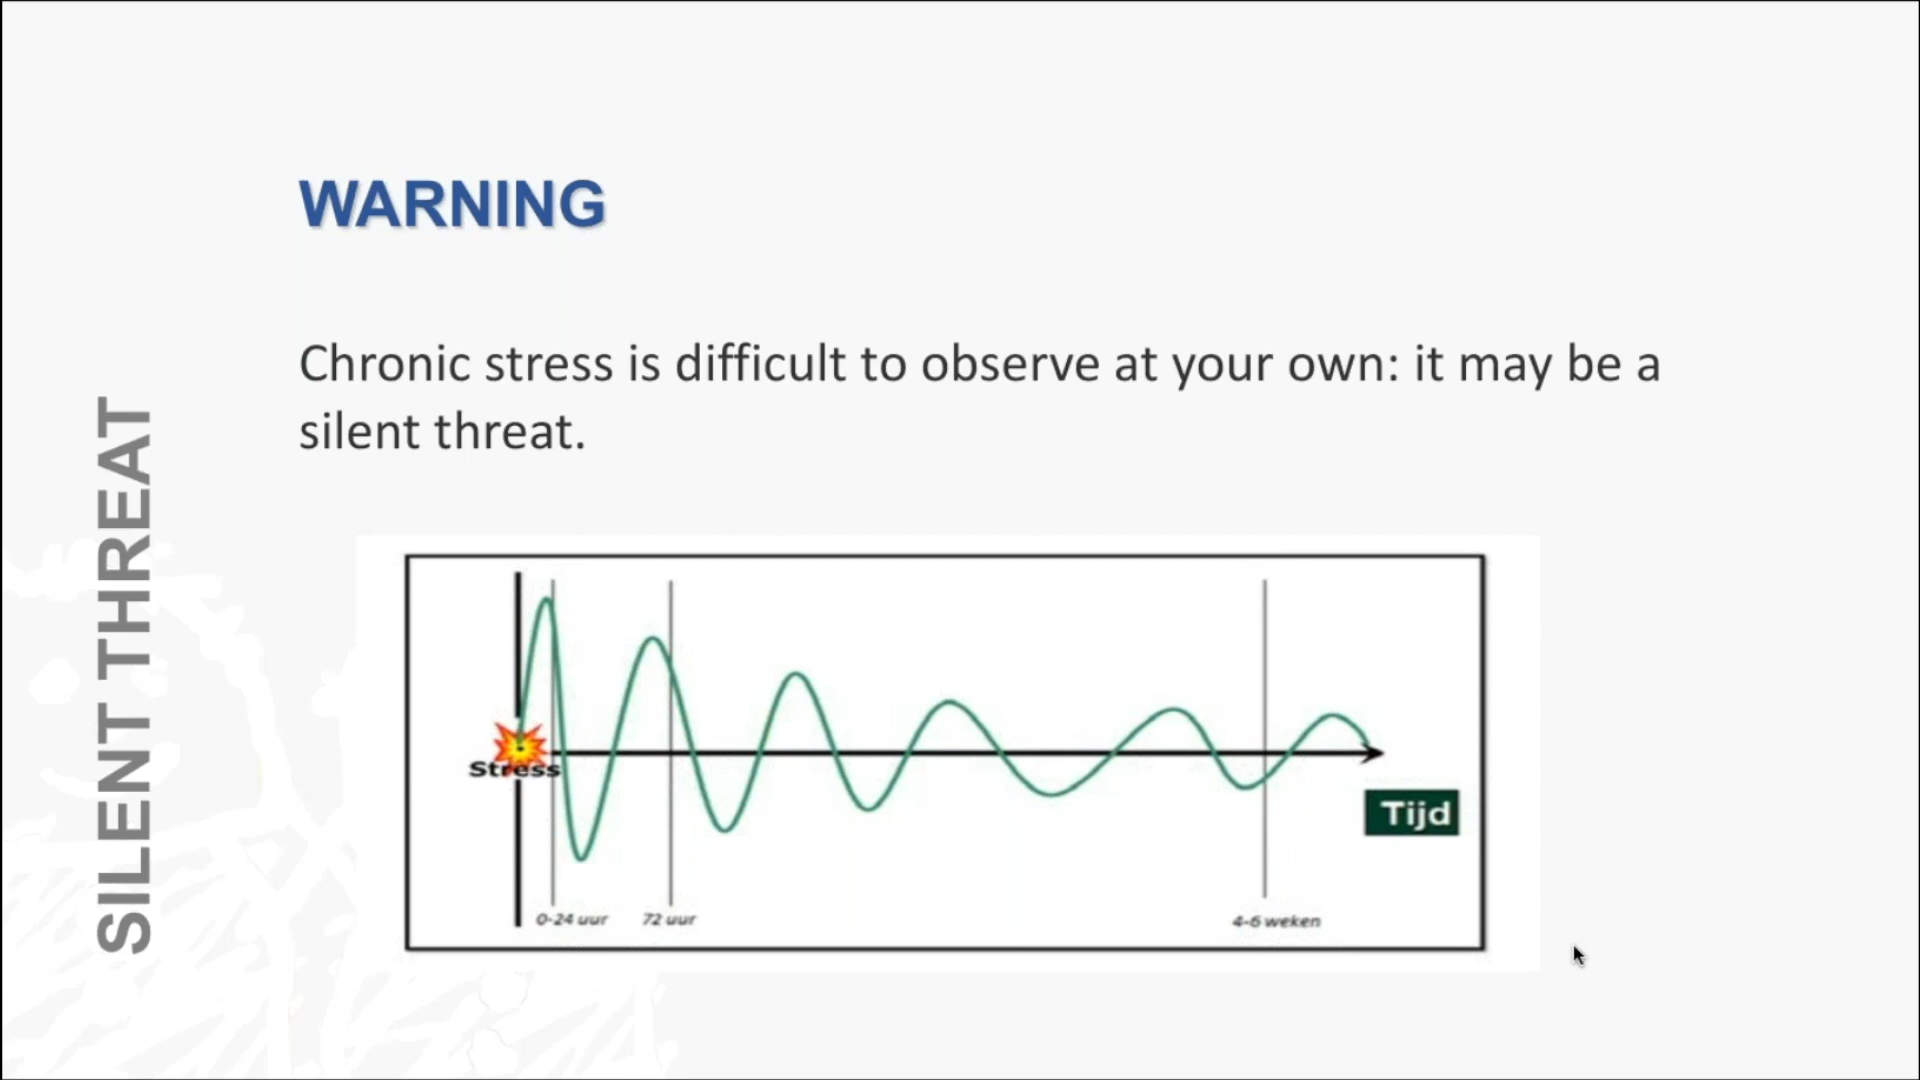 WARNING
Chronic stress is difficult to observe at your own: it may be a
silent threat.
SILENT THREAT
Stress
Tijd
0-24 uur
72 uur
4-6 weken